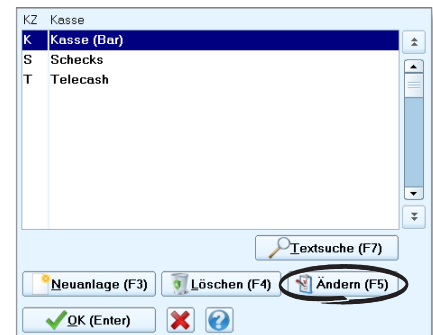 KZ Kasse
K Kasse (Bar)
S Schecks
T Telecash
Textsuche (F7)
Neuanlage (F3) Löschen (F4) Ändern (F5)
OK (Enter)